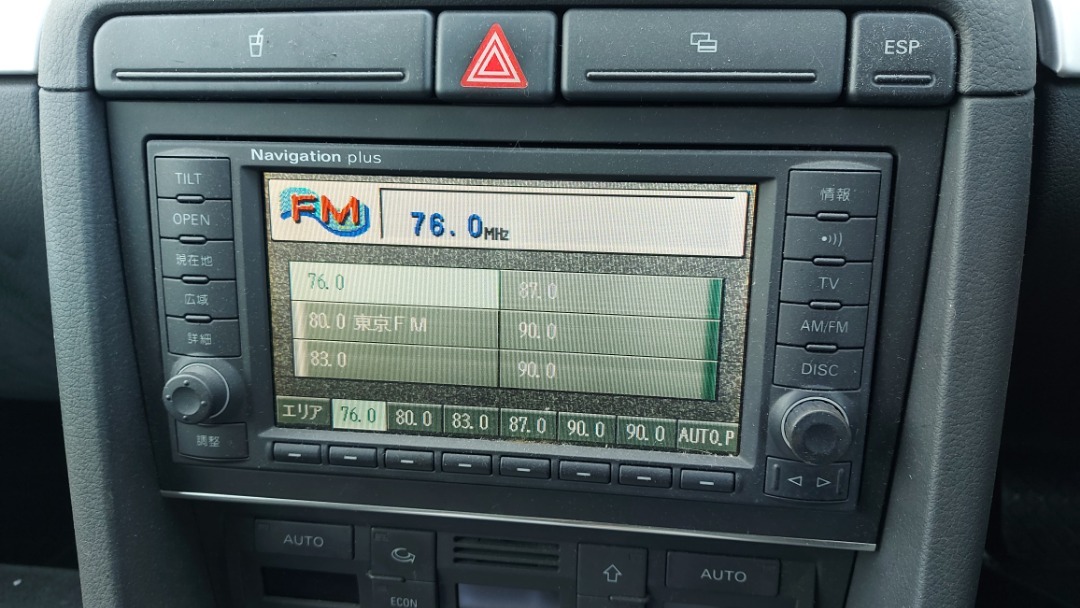 ESP
Navigation plus
TILT
OPEN
現在地
広域
詳細
調整
FM
76.0MHz
76.0
87.0
80.0 東京FM
90.0
83.0
90.0
エリア 76.0 80.0 83.0 87.0 90.0 90.0 AUTO.P
情報
TV
AM/FM
DISC
AUTO
ECON
AUTO